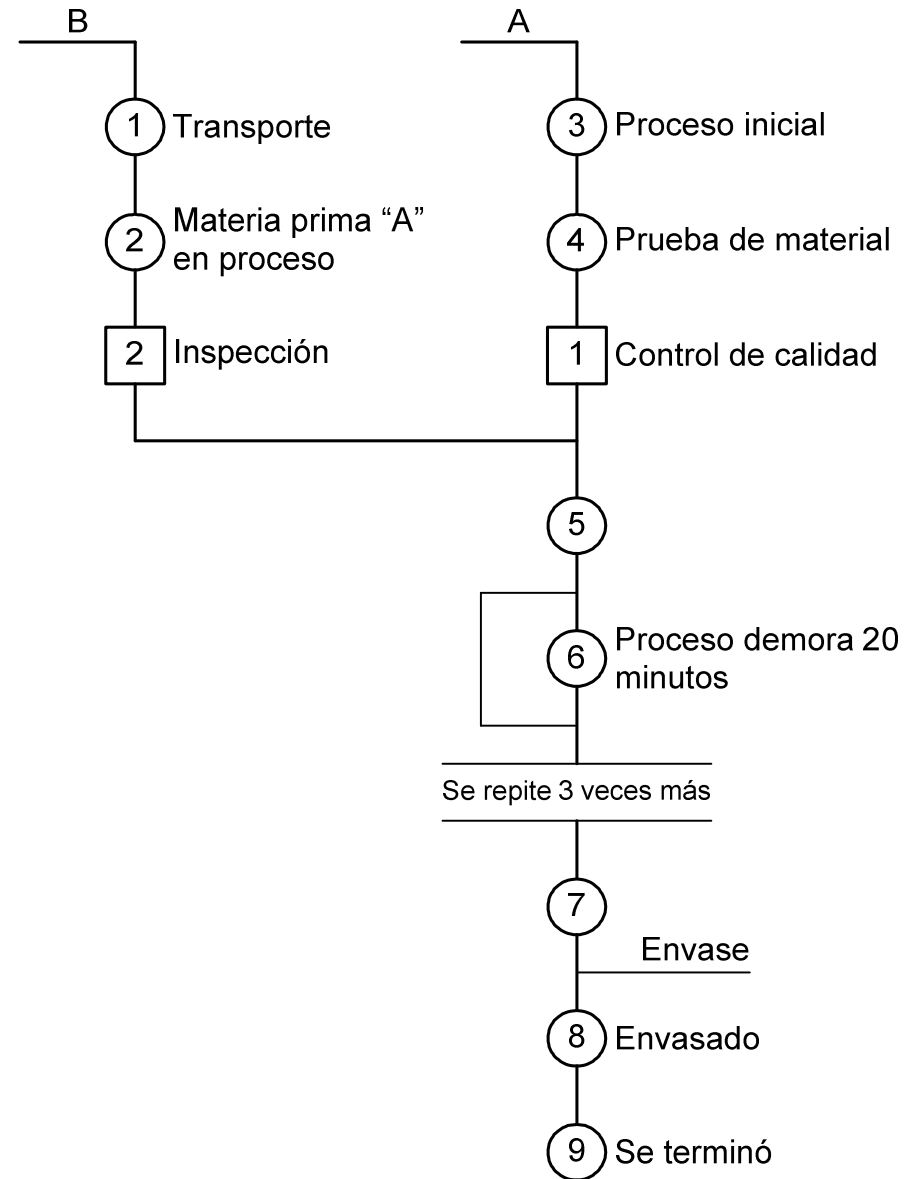 B
A
1 Transporte
3 Proceso inicial
2 Materia prima “A”
en proceso
4 Prueba de material
2 Inspección
1 Control de calidad
5
6 Proceso demora 20
minutos
Se repite 3 veces más
7
Envase
8 Envasado
9 Se terminó